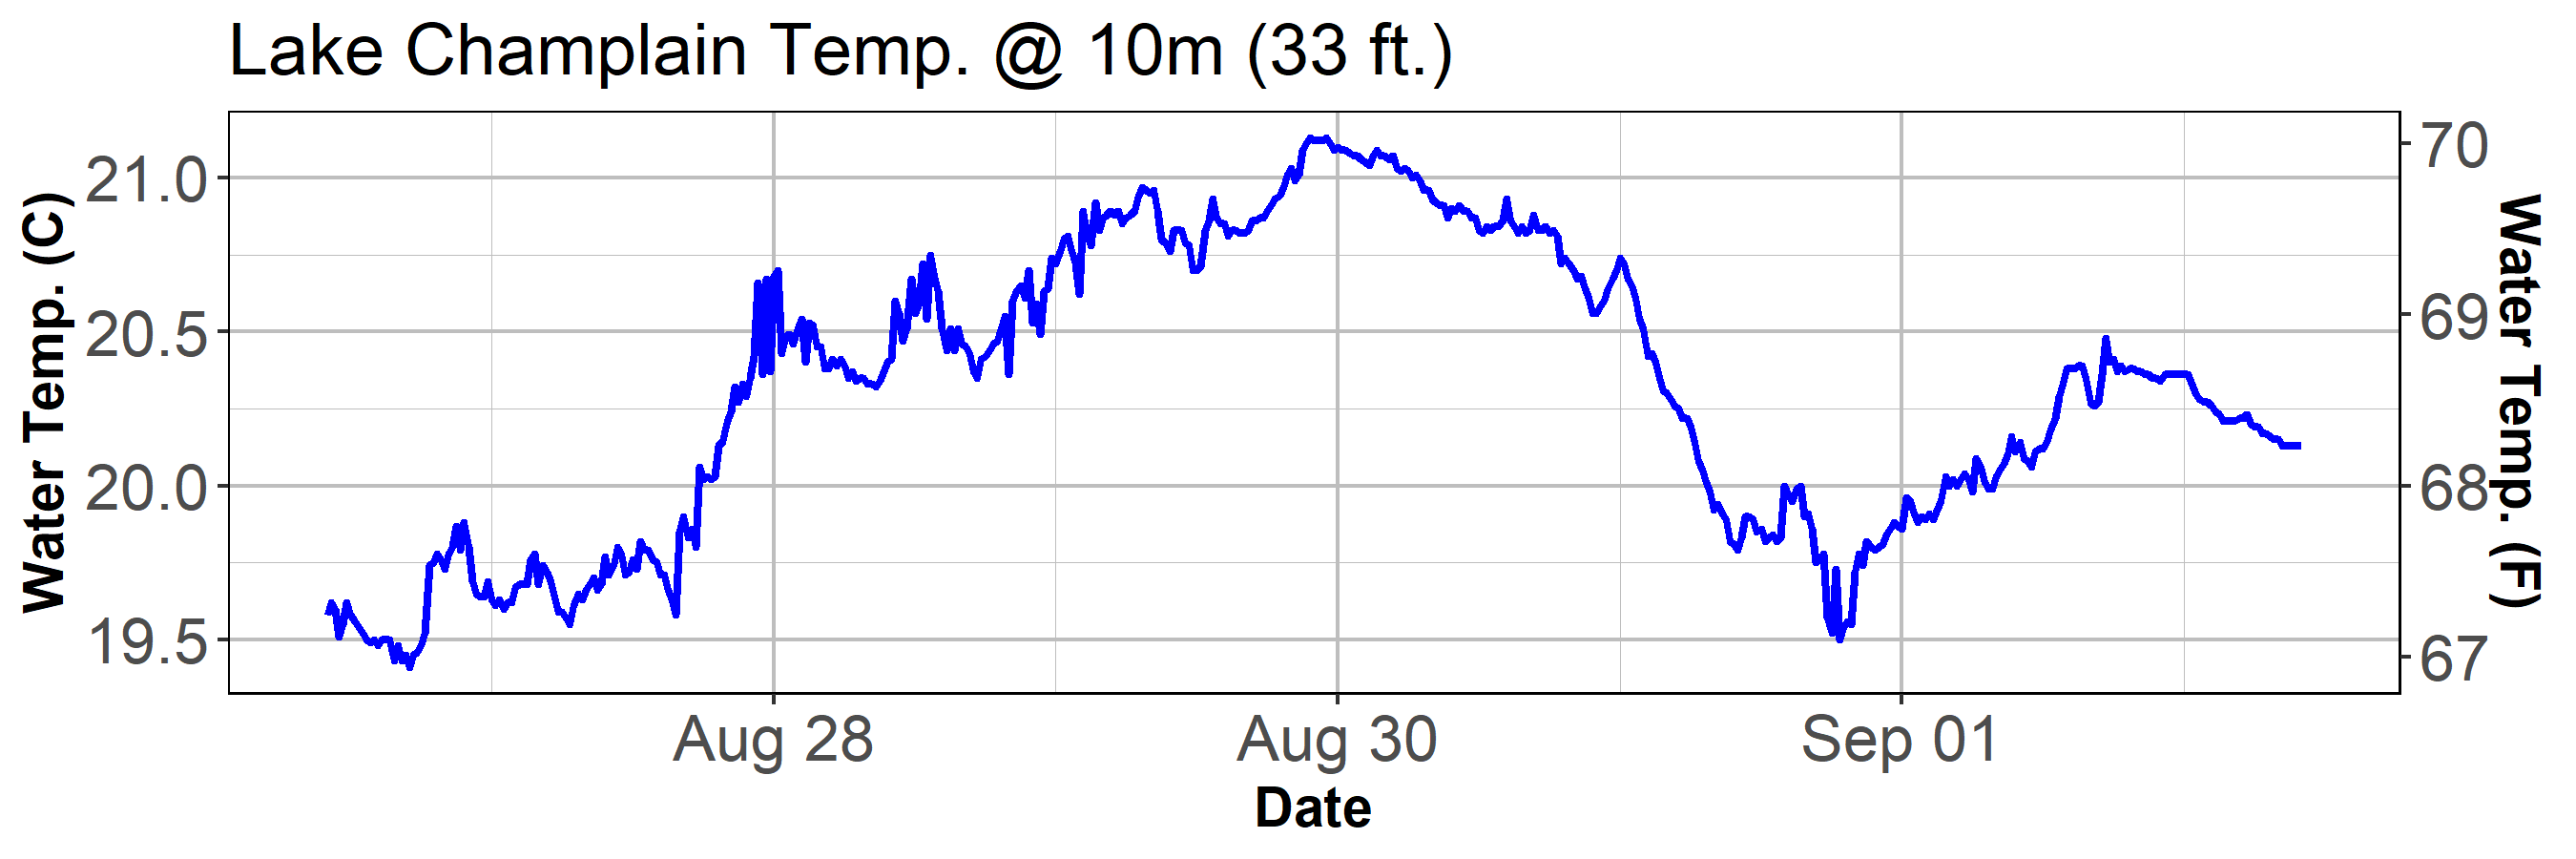 Lake Champlain Temp. @ 10m (33 ft.)
Water Temp. (C)
21.0
20.5
20.0
19.5
70
69
68
67
Water Temp. (F)
Aug 28
Aug 30
Sep 01
Date